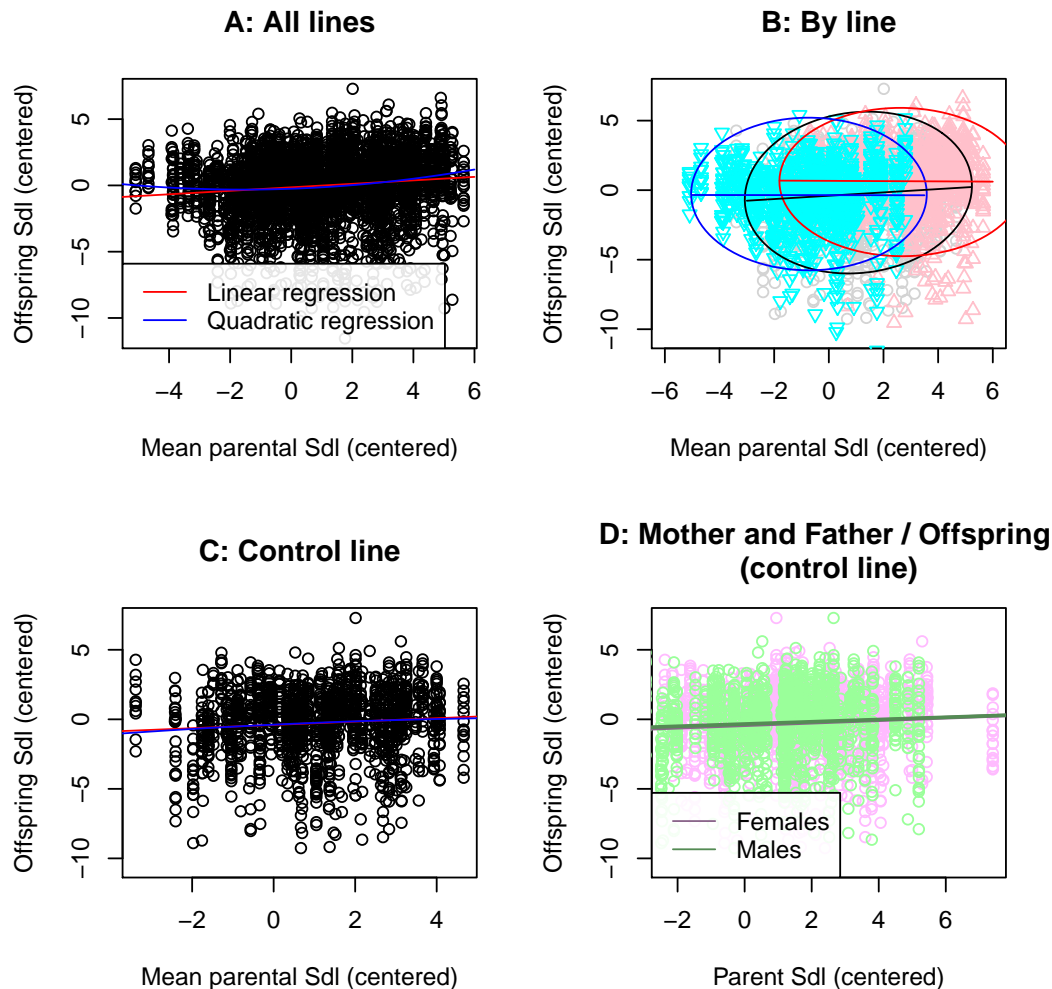 A: All lines
Offspring Sdl (centered)
5
0
−5
−10
Linear regression
Quadratic regression
−4
−2
0
2
4
6
Mean parental Sdl (centered)
B: By line
Offspring Sdl (centered)
5
0
−5
−10
−6
−4
−2
0
2
4
6
Mean parental Sdl (centered)
C: Control line
Offspring Sdl (centered)
5
0
−5
−10
−2
0
2
4
Mean parental Sdl (centered)
D: Mother and Father / Offspring
(control line)
Offspring Sdl (centered)
5
0
−5
−10
Females
Males
−2
0
2
4
6
Parent Sdl (centered)